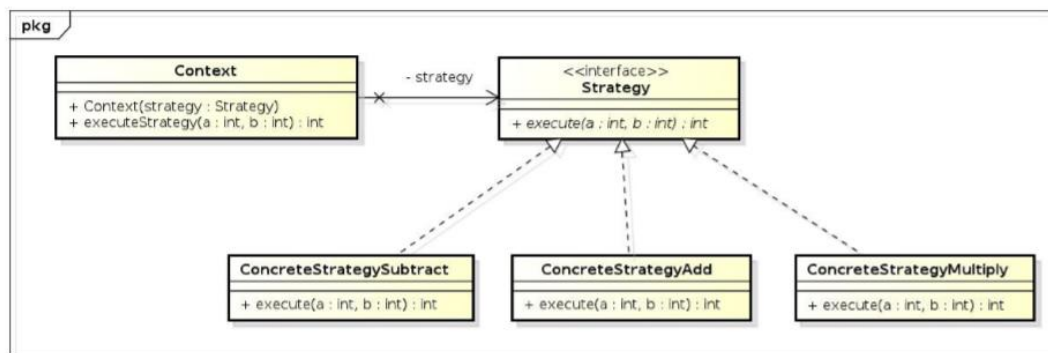 pkg
Context
+ Context(strategy : Strategy)
+ executeStrategy(a : int, b : int) : int
- strategy
<<interface>>
Strategy
+ execute(a : int, b : int) : int
ConcreteStrategySubtract
+ execute(a : int, b : int) : int
ConcreteStrategyAdd
+ execute(a : int, b : int) : int
ConcreteStrategyMultiply
+ execute(a : int, b : int) : int